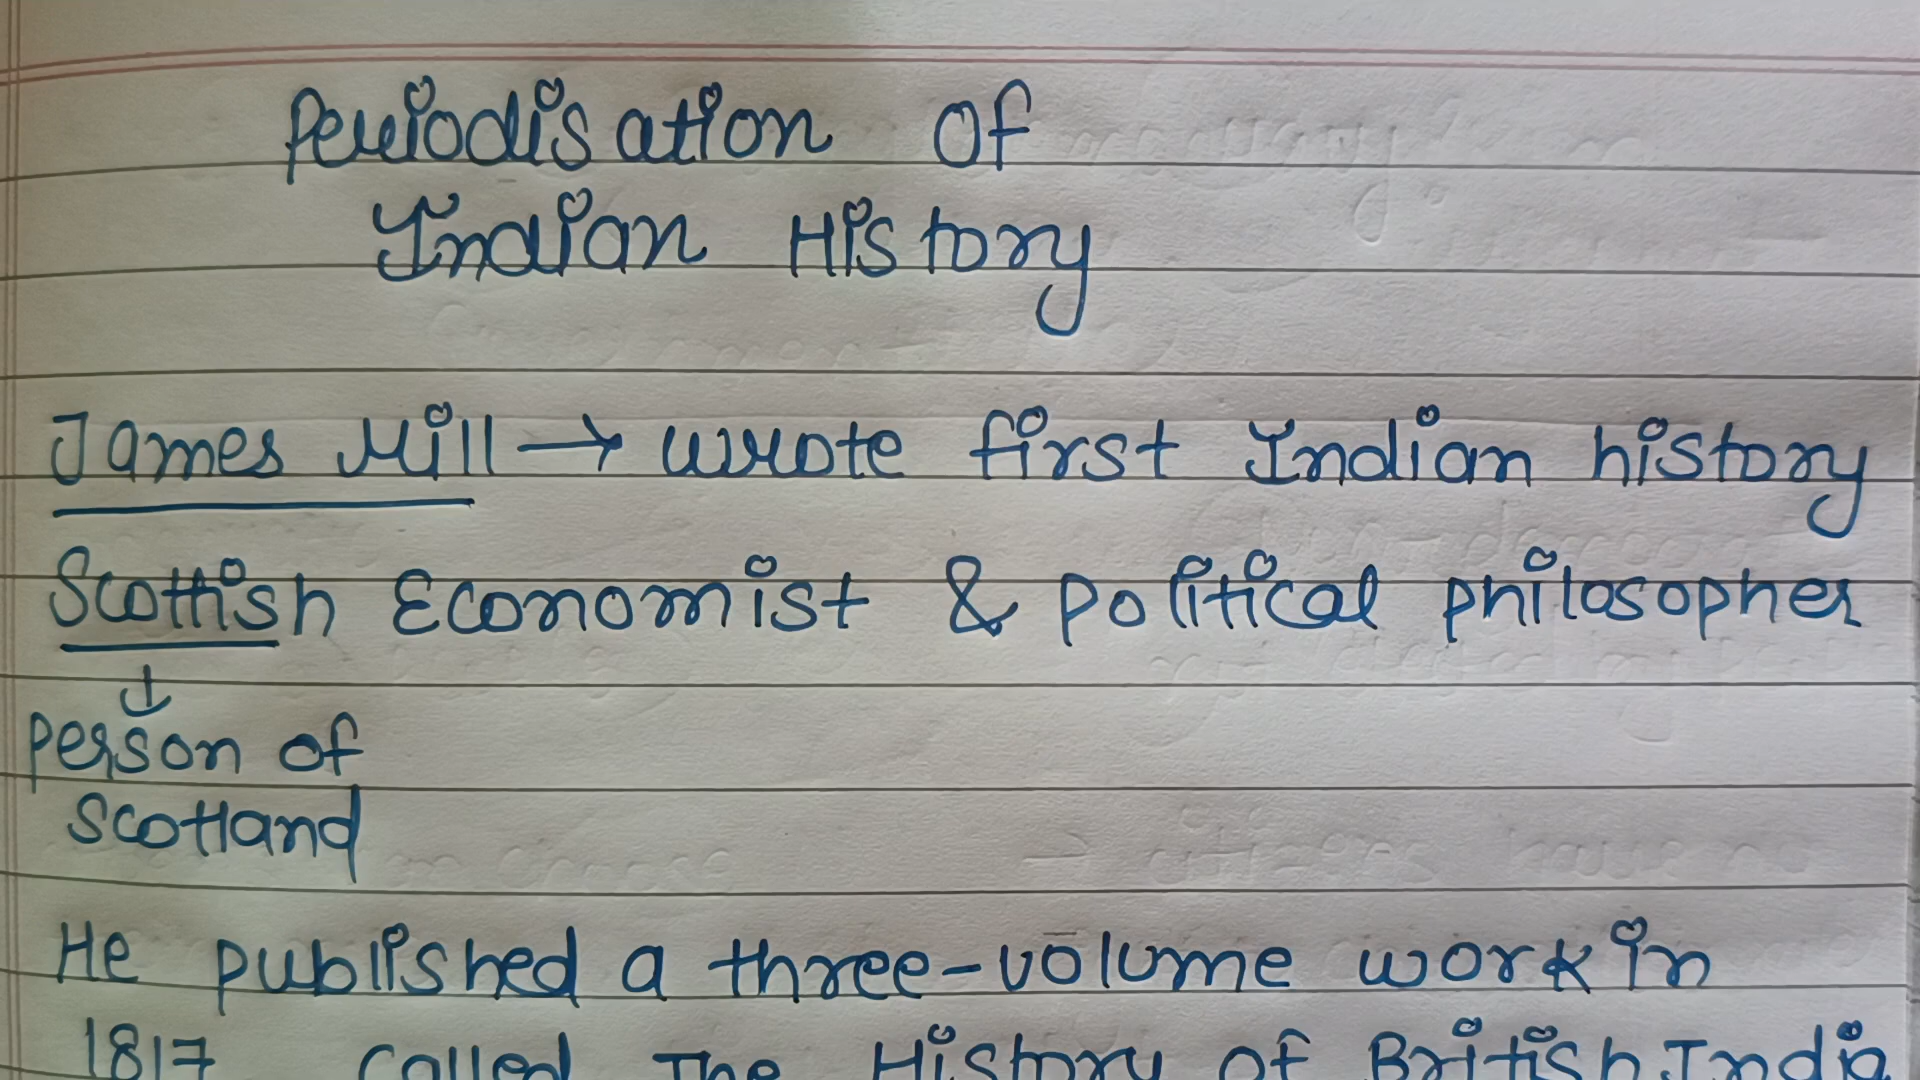 Periodisation Of
Indian History
James Mill → wrote first Indian history
Scottish Economist & political philosopher
↓
person of
Scotland
He published a three-volume work in
1817 called The History of British India